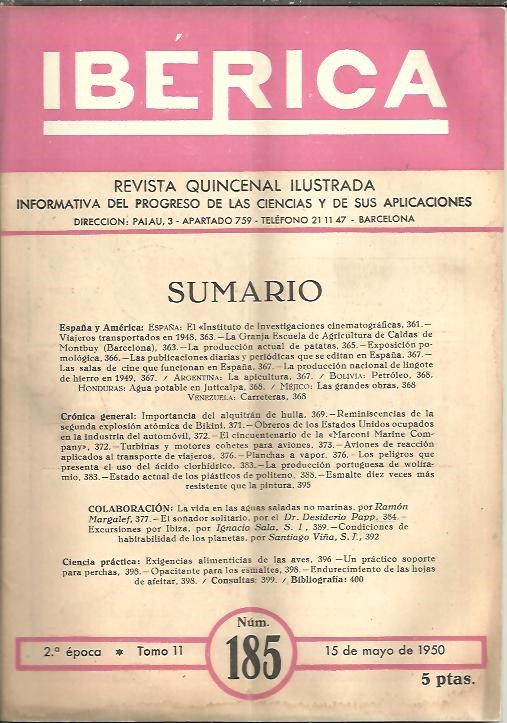 IBÉRICA
REVISTA QUINCENAL ILUSTRADA
INFORMATIVA DEL PROGRESO DE LAS CIENCIAS Y DE SUS APLICACIONES
DIRECCION: PALAU, 3 - APARTADO 759 - TELÉFONO 21 11 47 - BARCELONA
SUMARIO
España y América: ESPAÑA: El «Instituto de Investigaciones cinematográficas, 361.—
Viajeros transportados en 1948, 363.—La Granja Escuela de Agricultura de Caldas de
Montbuy (Barcelona), 363.—La producción actual de patatas, 365.—Exposición po-
mológica, 366.—Las publicaciones diarias y periódicas que se editan en España, 367.—
Las salas de cine que funcionan en España, 367.—La producción nacional de lingote
de hierro en 1949, 367. / ARGENTINA: La apicultura, 367. / BOLIVIA: Petróleo, 368.
HONDURAS: Agua potable en Juticalpa, 368. / MÉJICO: Las grandes obras, 368
VENEZUELA: Carreteras, 368
Crónica general: Importancia del alquitrán de hulla, 369.—Reminiscencias de la
segunda explosión atómica de Bikini, 371.—Obreros de los Estados Unidos ocupados
en la industria del automóvil, 372.—El cincuentenario de la «Marconi Marine Com-
pany», 372.—Turbinas y motores cohetes para aviones, 373.—Aviones de reacción
aplicados al transporte de viajeros, 376.—Planchas a vapor, 376.—Los peligros que
presenta el uso del ácido clorhídrico, 383.—La producción portuguesa de wolfra-
mio, 383.—Estado actual de los plásticos de politeno, 388.—Esmalte diez veces más
resistente que la pintura, 395
COLABORACIÓN: La vida en las aguas saladas no marinas, por Ramón
Margalef, 377.—El soñador solitario, por el Dr. Desiderio Papp, 384.—
Excursiones por Ibiza, por Ignacio Sala, S. I, 389.—Condiciones de
habitabilidad de los planetas, por Santiago Viña, S. I., 392
Ciencia práctica: Exigencias alimenticias de las aves, 396 —Un práctico soporte
para perchas, 398.—Opacitante para los esmaltes, 398.—Endurecimiento de las hojas
de afeitar, 398. / Consultas: 399. / Bibliografía: 400
Núm.
2.ª época * Tomo 11 185 15 de mayo de 1950
5 ptas.